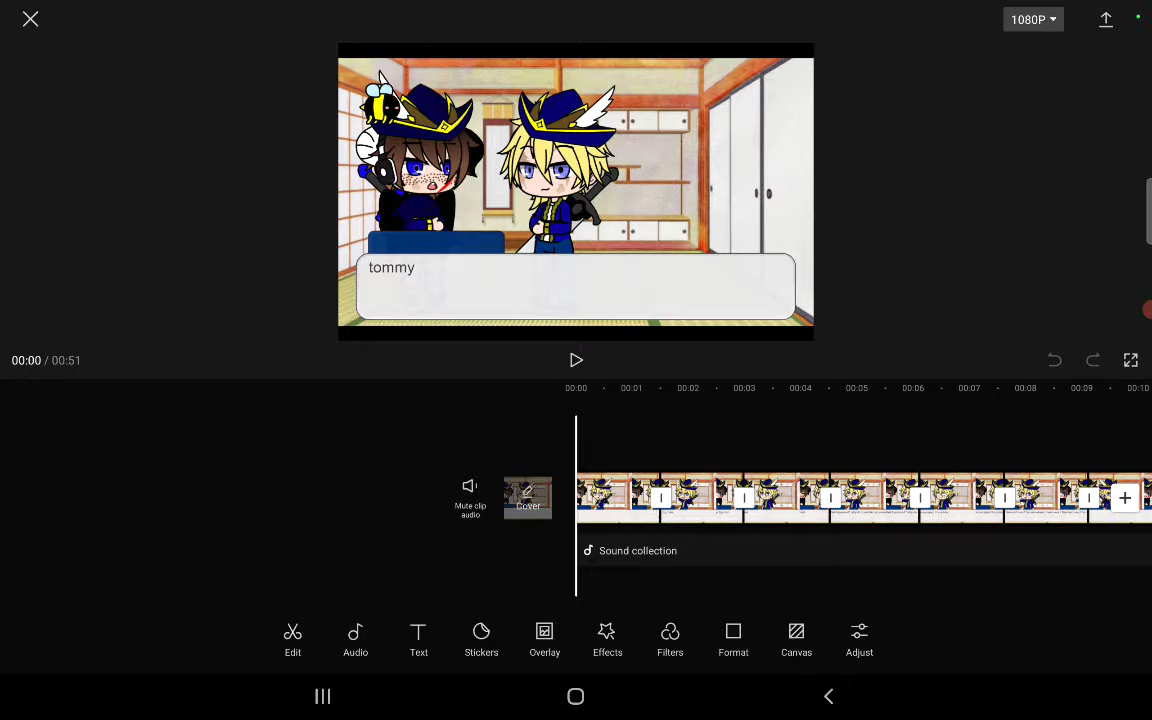 1080P
tommy
00:00 / 00:51
00:00 00:01 00:02 00:03 00:04 00:05 00:06 00:07 00:08 00:09 00:10
Mute clip
audio
Cover
Sound collection
Edit Audio Text Stickers Overlay Effects Filters Format Canvas Adjust